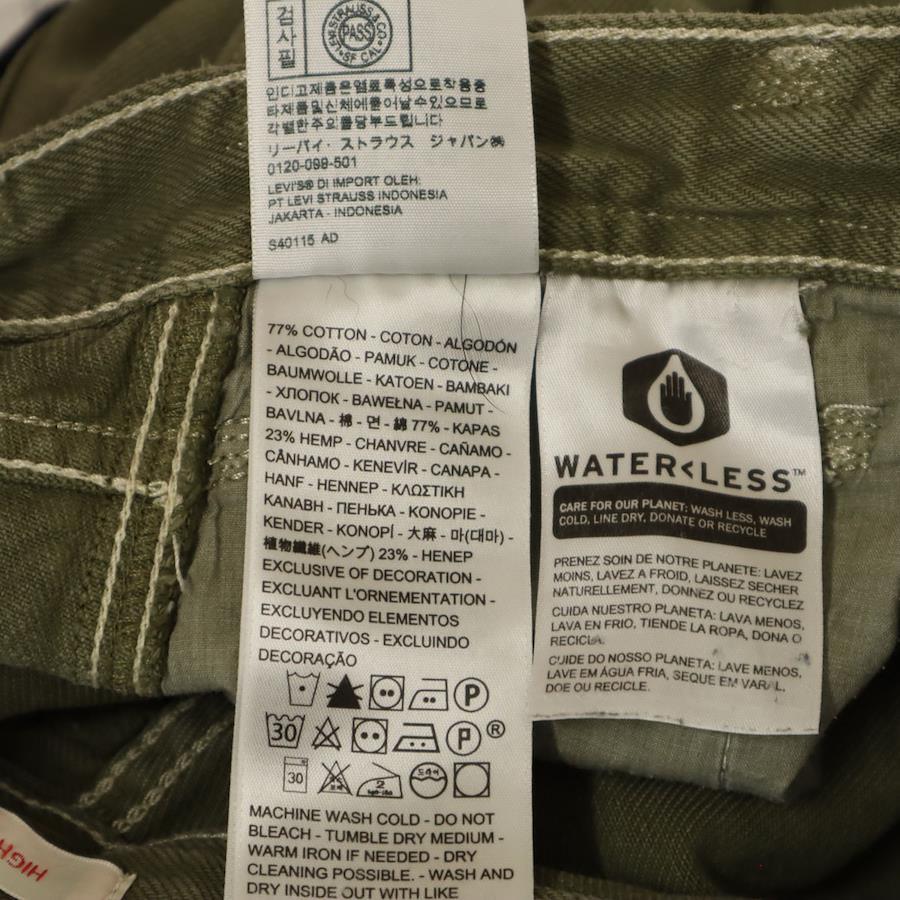 검
사
필
LEVI STRAUSS & CO
PASS
SF CAL
인디고제품은염료특성으로착용중
타제품및신체에묻어날수있으므로
각별한주의를당부드립니다
リーバイ・ストラウス ジャパン㈱
0120-099-501
LEVI'S® DI IMPORT OLEH:
PT LEVI STRAUSS INDONESIA
JAKARTA - INDONESIA
S40115 AD
77% COTTON - COTON - ALGODÓN
- ALGODÃO - PAMUK - COTONE -
BAUMWOLLE - KATOEN - BAMBAKI
- ХЛОПОК - BAWEŁNA - PAMUT -
BAVLNA - 棉 - 면 - 綿 77% - KAPAS
23% HEMP - CHANVRE - CAÑAMO -
CÂNHAMO - KENEVİR - CANAPA -
HANF - HENNEP - ΚΛΩΣΤΙΚΗ
KANABH - ПЕНЬКА - KONOPIE -
KENDER - KONOPÍ - 大麻 - 마(대마) -
植物繊維(ヘンプ) 23% - HENEP
EXCLUSIVE OF DECORATION -
EXCLUANT L'ORNEMENTATION -
EXCLUYENDO ELEMENTOS
DECORATIVOS - EXCLUINDO
DECORAÇAO
P
30 P ®
30 2 드라이
MACHINE WASH COLD - DO NOT
BLEACH - TUMBLE DRY MEDIUM -
WARM IRON IF NEEDED - DRY
CLEANING POSSIBLE. - WASH AND
DRY INSIDE OUT WITH LIKE
WATER<LESS™
CARE FOR OUR PLANET: WASH LESS, WASH
COLD, LINE DRY, DONATE OR RECYCLE
PRENEZ SOIN DE NOTRE PLANETE: LAVEZ
MOINS, LAVEZ A FROID, LAISSEZ SECHER
NATURELLEMENT, DONNEZ OU RECYCLEZ
CUIDA NUESTRO PLANETA: LAVA MENOS,
LAVA EN FRIO, TIENDE LA ROPA, DONA O
RECICLA.
CUIDE DO NOSSO PLANETA: LAVE MENOS,
LAVE EM ÁGUA FRIA, SEQUE EM VARAL,
DOE OU RECICLE.
HIGH